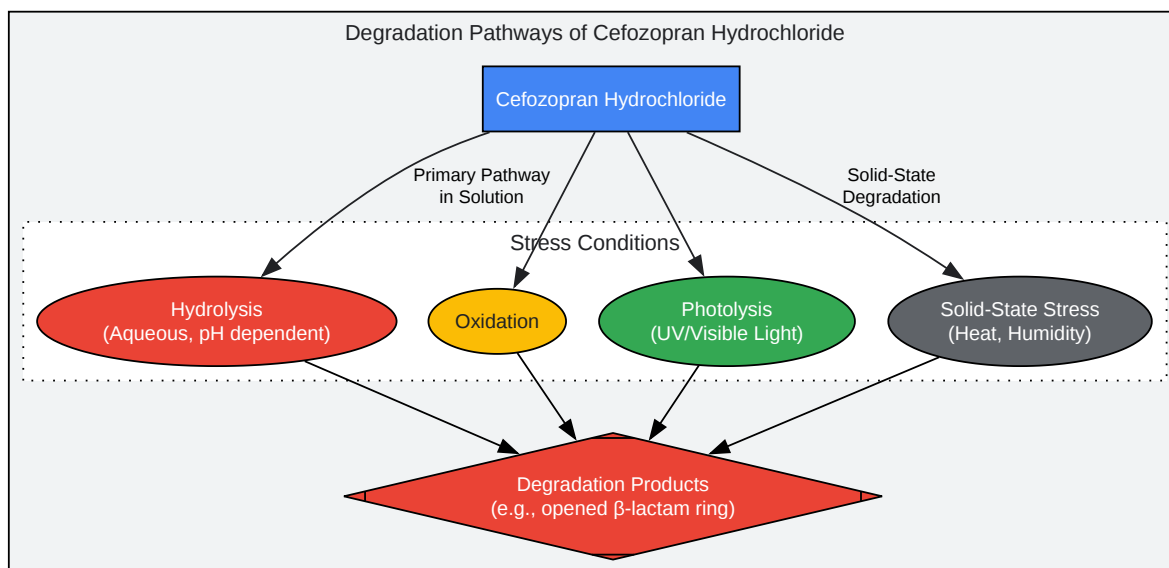 Degradation Pathways of Cefozopran Hydrochloride
Cefozopran Hydrochloride
Primary Pathway
in Solution
Solid-State
Degradation
Stress Conditions
Hydrolysis
(Aqueous, pH dependent)
Oxidation
Photolysis
(UV/Visible Light)
Solid-State Stress
(Heat, Humidity)
Degradation Products
(e.g., opened β-lactam ring)